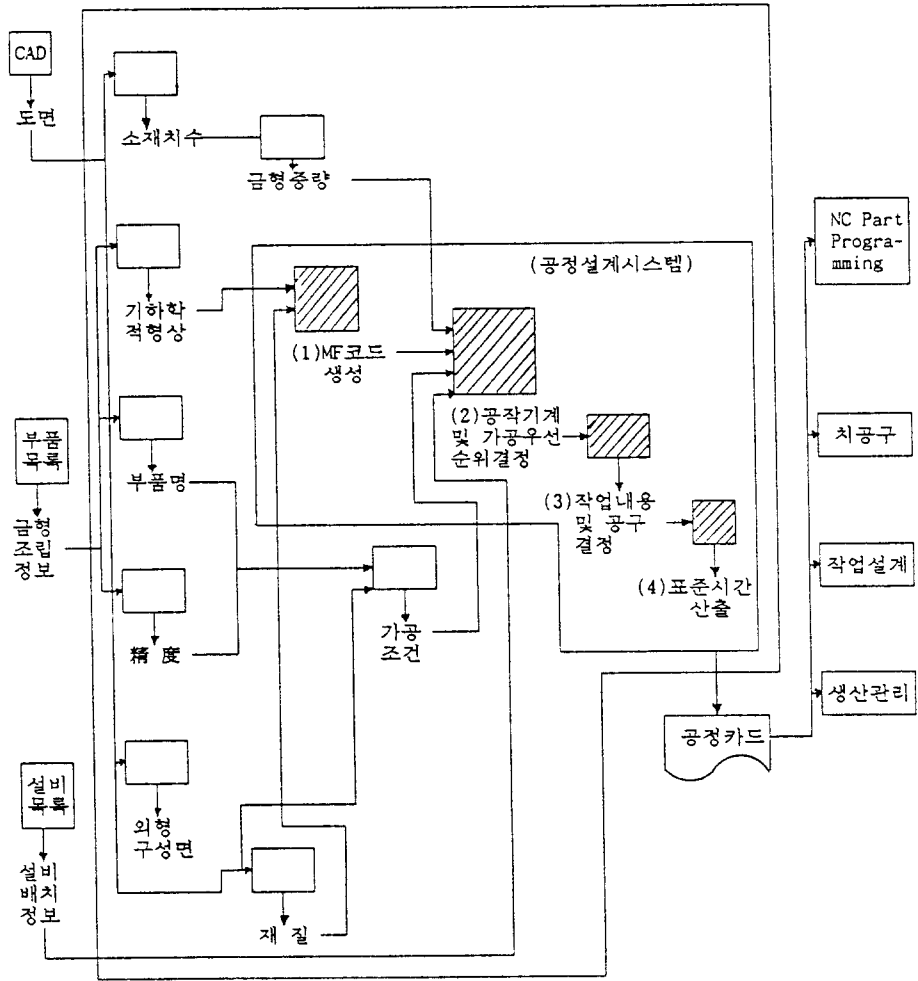 CAD
도면
소재치수
금형중량
NC Part
Progra-
mming
(공정설계시스템)
기하학
적형상
(1)MF코드
생성
(2)공작기계
및 가공우선
순위결정
부품
목록
부품명
치공구
(3)작업내용
및 공구
결정
금형
조립
정보
작업설계
(4)표준시간
산출
精 度
가공
조건
생산관리
공정카드
설비
목록
외형
구성면
설비
배치
정보
재 질